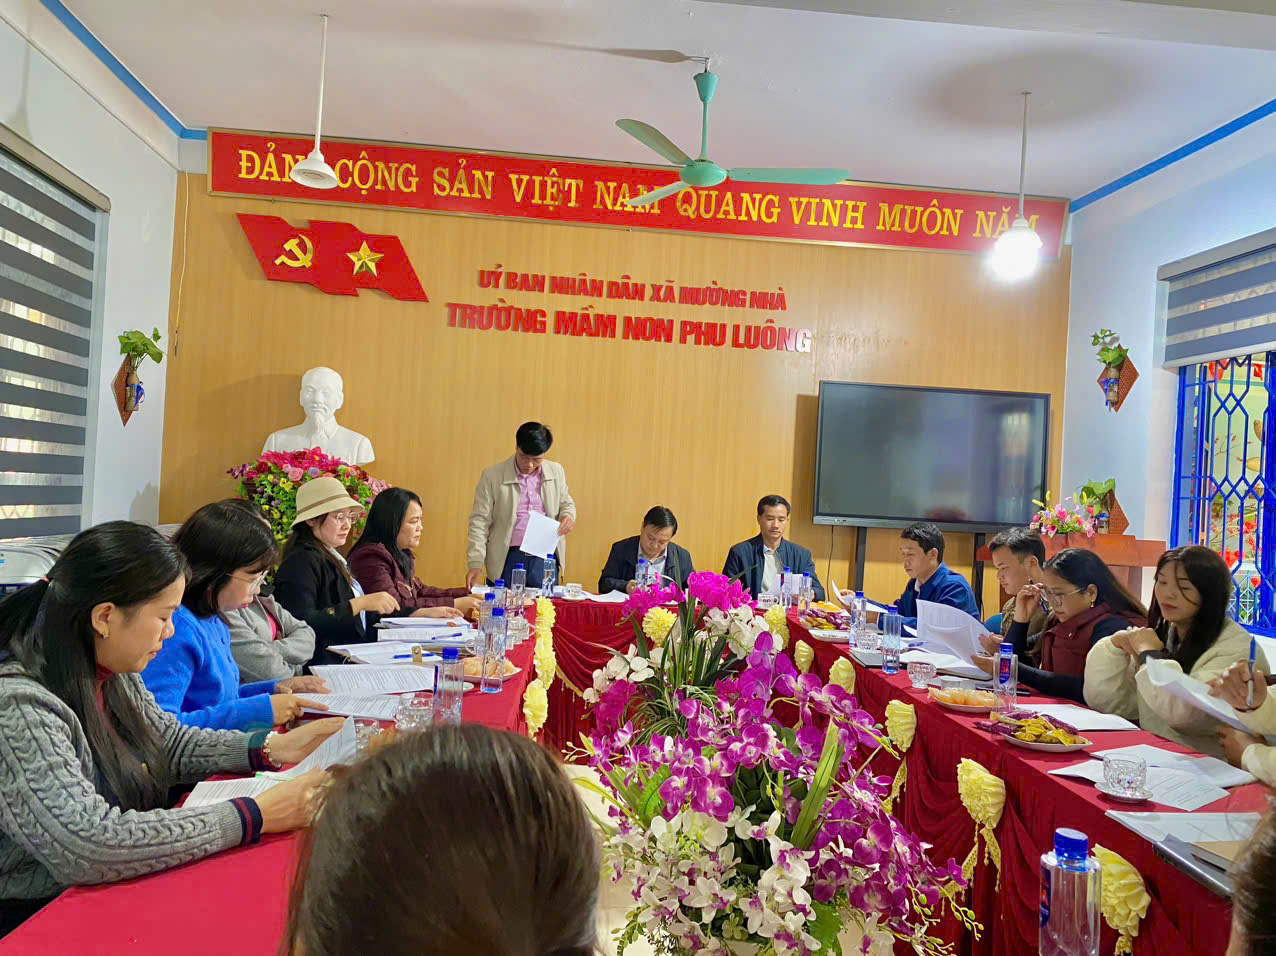 ĐẢNG CỘNG SẢN VIỆT NAM QUANG VINH MUÔN NĂM
UỶ BAN NHÂN DÂN XÃ MƯỜNG NHÀ
TRƯỜNG MẦM NON PHU LUÔNG